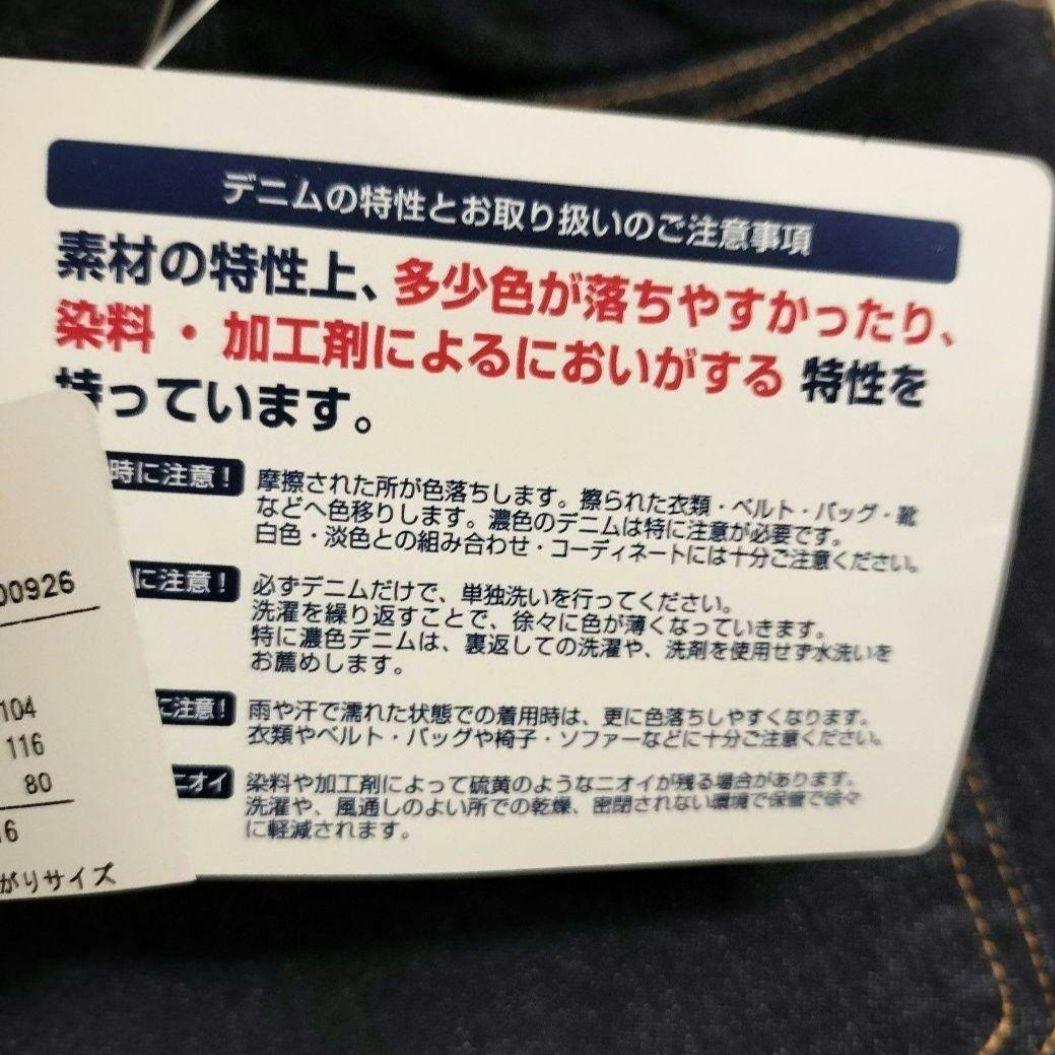 デニムの特性とお取り扱いのご注意事項
素材の特性上、多少色が落ちやすかったり、
染料・加工剤によるにおいがする 特性を
持っています。
時に注意!
摩擦された所が色落ちします。擦られた衣類・ベルト・バッグ・靴
などへ色移りします。濃色のデニムは特に注意が必要です。
白色・淡色との組み合わせ・コーディネートには十分ご注意ください。
に注意!
必ずデニムだけで、単独洗いを行ってください。
洗濯を繰り返すことで、徐々に色が薄くなっていきます。
特に濃色デニムは、裏返しての洗濯や、洗剤を使用せず水洗いを
お薦めします。
に注意!
雨や汗で濡れた状態での着用時は、更に色落ちしやすくなります。
衣類やベルト・バッグや椅子・ソファーなどに十分ご注意ください。
ニオイ
染料や加工剤によって硫黄のようなニオイが残る場合があります。
洗濯や、風通しのよい所での乾燥、密閉されない環境で保管で徐々
に軽減されます。
00926
104
116
80
16
がりサイズ